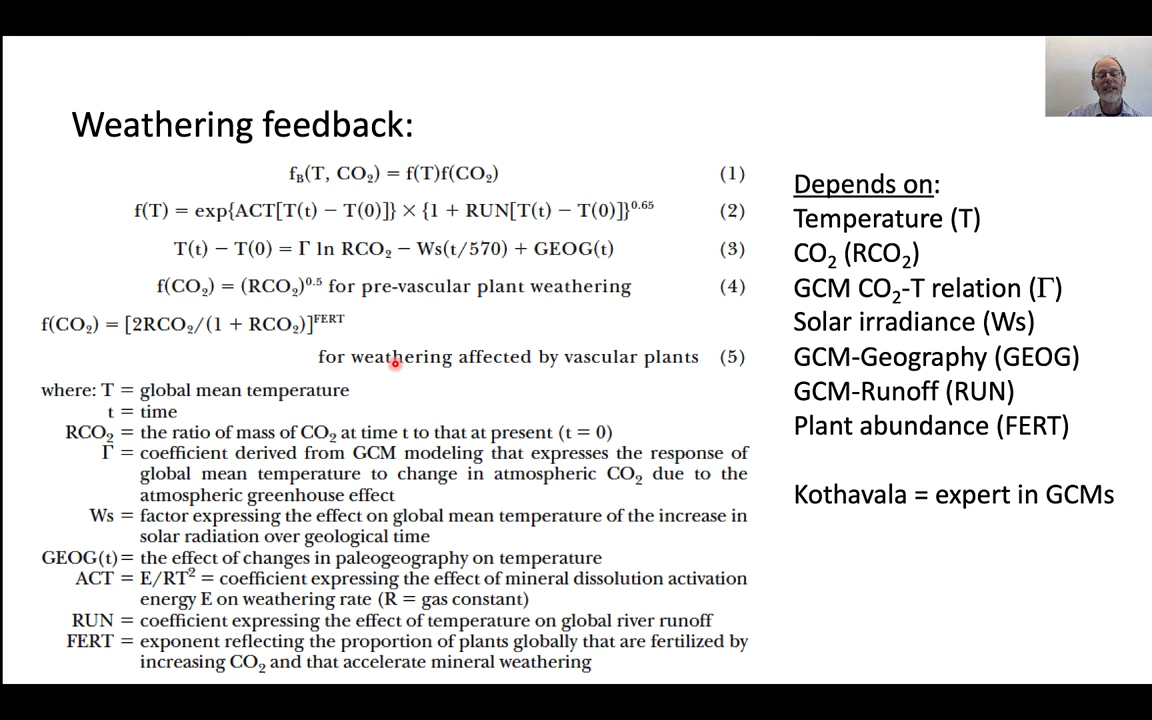 Weathering feedback:
f_B(T, CO₂) = f(T)f(CO₂) (1)
f(T) = exp{ACT[T(t) − T(0)]} × {1 + RUN[T(t) − T(0)]}^0.65 (2)
T(t) − T(0) = Γ ln RCO₂ − Ws(t/570) + GEOG(t) (3)
f(CO₂) = (RCO₂)^0.5 for pre-vascular plant weathering (4)
f(CO₂) = [2RCO₂/(1 + RCO₂)]^FERT
for weathering affected by vascular plants (5)
where: T = global mean temperature
t = time
RCO₂ = the ratio of mass of CO₂ at time t to that at present (t = 0)
Γ = coefficient derived from GCM modeling that expresses the response of
global mean temperature to change in atmospheric CO₂ due to the
atmospheric greenhouse effect
Ws = factor expressing the effect on global mean temperature of the increase in
solar radiation over geological time
GEOG(t) = the effect of changes in paleogeography on temperature
ACT = E/RT² = coefficient expressing the effect of mineral dissolution activation
energy E on weathering rate (R = gas constant)
RUN = coefficient expressing the effect of temperature on global river runoff
FERT = exponent reflecting the proportion of plants globally that are fertilized by
increasing CO₂ and that accelerate mineral weathering
Depends on:
Temperature (T)
CO₂ (RCO₂)
GCM CO₂-T relation (Γ)
Solar irradiance (Ws)
GCM-Geography (GEOG)
GCM-Runoff (RUN)
Plant abundance (FERT)
Kothavala = expert in GCMs